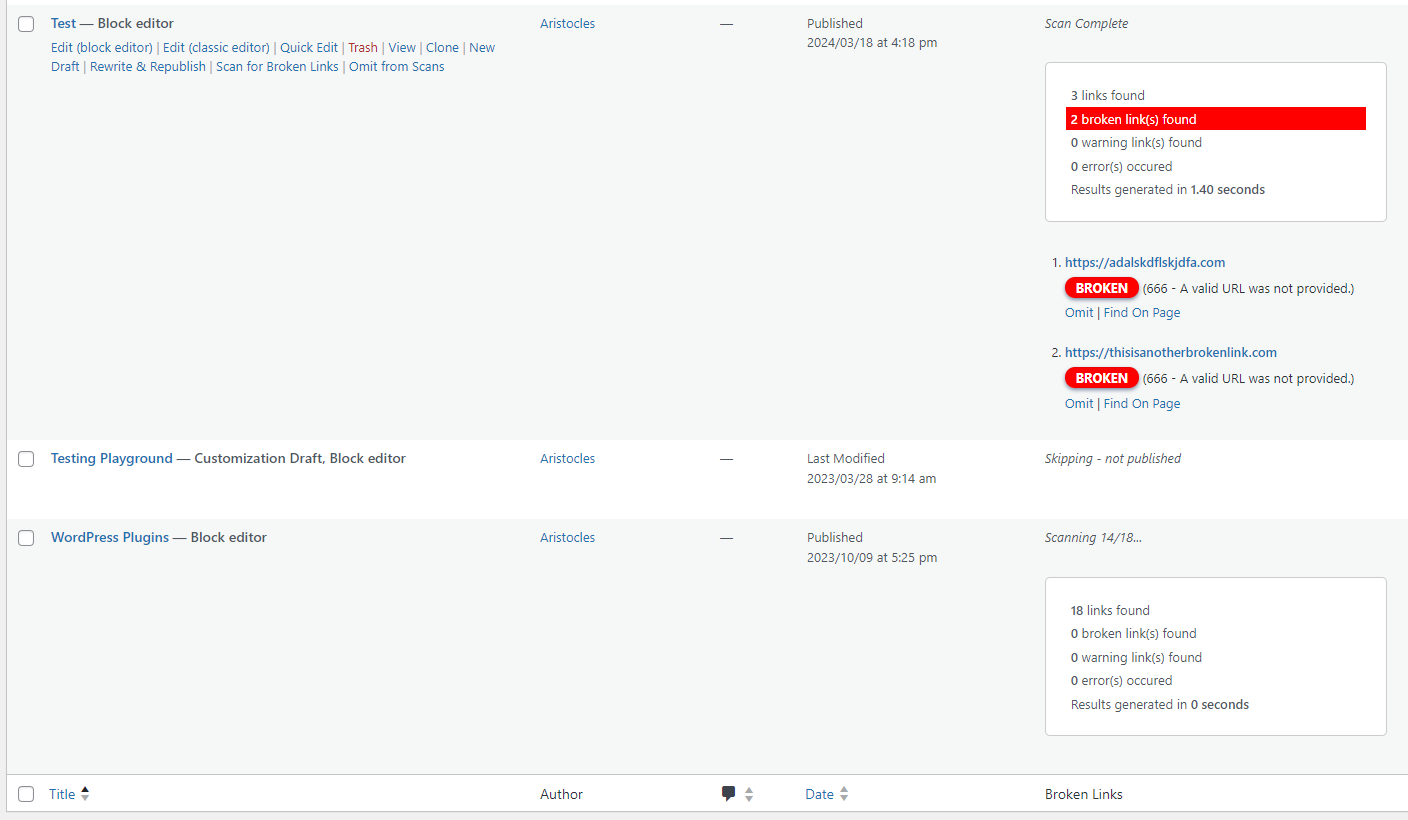 Test — Block editor
Aristocles
—
Published
Scan Complete
Edit (block editor) | Edit (classic editor) | Quick Edit | Trash | View | Clone | New
Draft | Rewrite & Republish | Scan for Broken Links | Omit from Scans
2024/03/18 at 4:18 pm
3 links found
2 broken link(s) found
0 warning link(s) found
0 error(s) occured
Results generated in 1.40 seconds
1. https://adalskdflskjdfa.com
BROKEN (666 - A valid URL was not provided.)
Omit | Find On Page
2. https://thisisanotherbrokenlink.com
BROKEN (666 - A valid URL was not provided.)
Omit | Find On Page
Testing Playground — Customization Draft, Block editor
Aristocles
—
Last Modified
2023/03/28 at 9:14 am
Skipping - not published
WordPress Plugins — Block editor
Aristocles
—
Published
2023/10/09 at 5:25 pm
Scanning 14/18...
18 links found
0 broken link(s) found
0 warning link(s) found
0 error(s) occured
Results generated in 0 seconds
Title
Author
Date
Broken Links